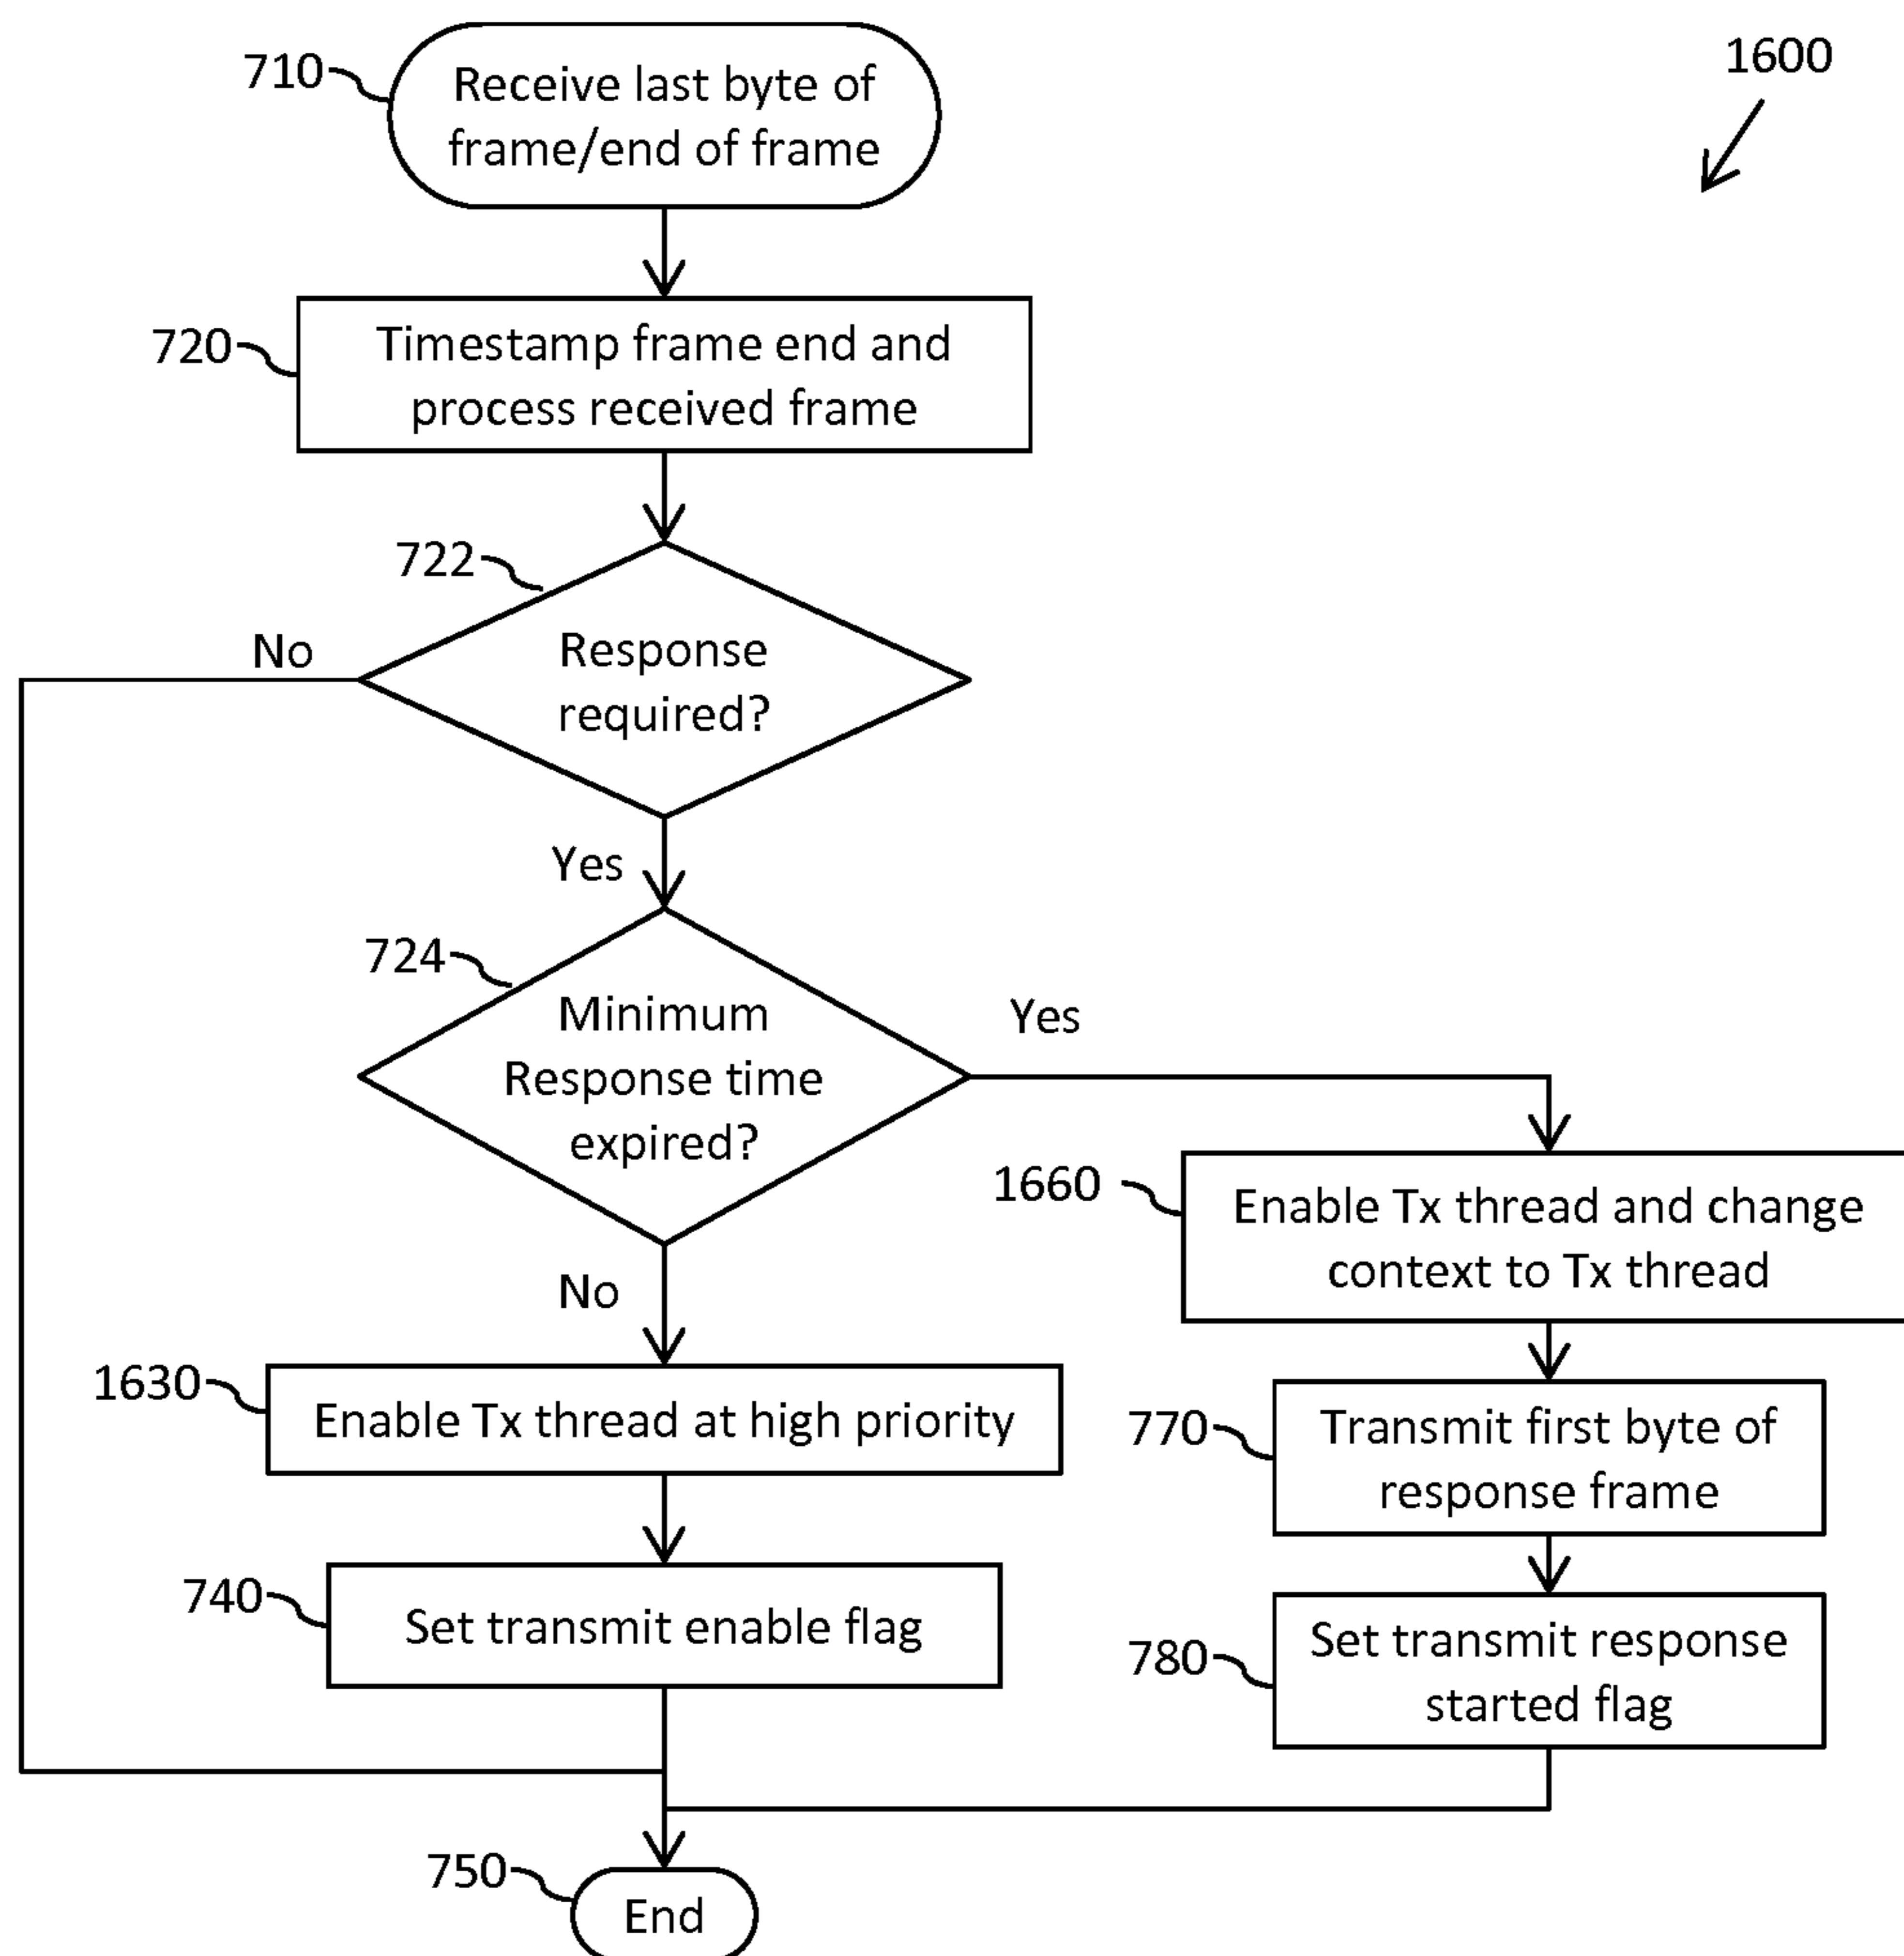 1600
710
Receive last byte of
frame/end of frame
720
Timestamp frame end and
process received frame
722
No
Response
required?
Yes
724
Minimum
Response time
expired?
Yes
No
1660
Enable Tx thread and change
context to Tx thread
1630
Enable Tx thread at high priority
770
Transmit first byte of
response frame
740
Set transmit enable flag
780
Set transmit response
started flag
750
End